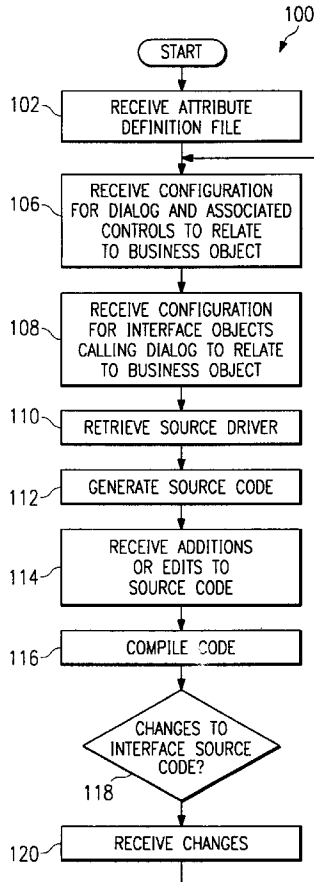 100
START
102
RECEIVE ATTRIBUTE
DEFINITION FILE
106
RECEIVE CONFIGURATION
FOR DIALOG AND ASSOCIATED
CONTROLS TO RELATE
TO BUSINESS OBJECT
108
RECEIVE CONFIGURATION
FOR INTERFACE OBJECTS
CALLING DIALOG TO RELATE
TO BUSINESS OBJECT
110
RETRIEVE SOURCE DRIVER
112
GENERATE SOURCE CODE
114
RECEIVE ADDITIONS
OR EDITS TO
SOURCE CODE
116
COMPILE CODE
CHANGES TO
INTERFACE SOURCE
CODE?
118
120
RECEIVE CHANGES